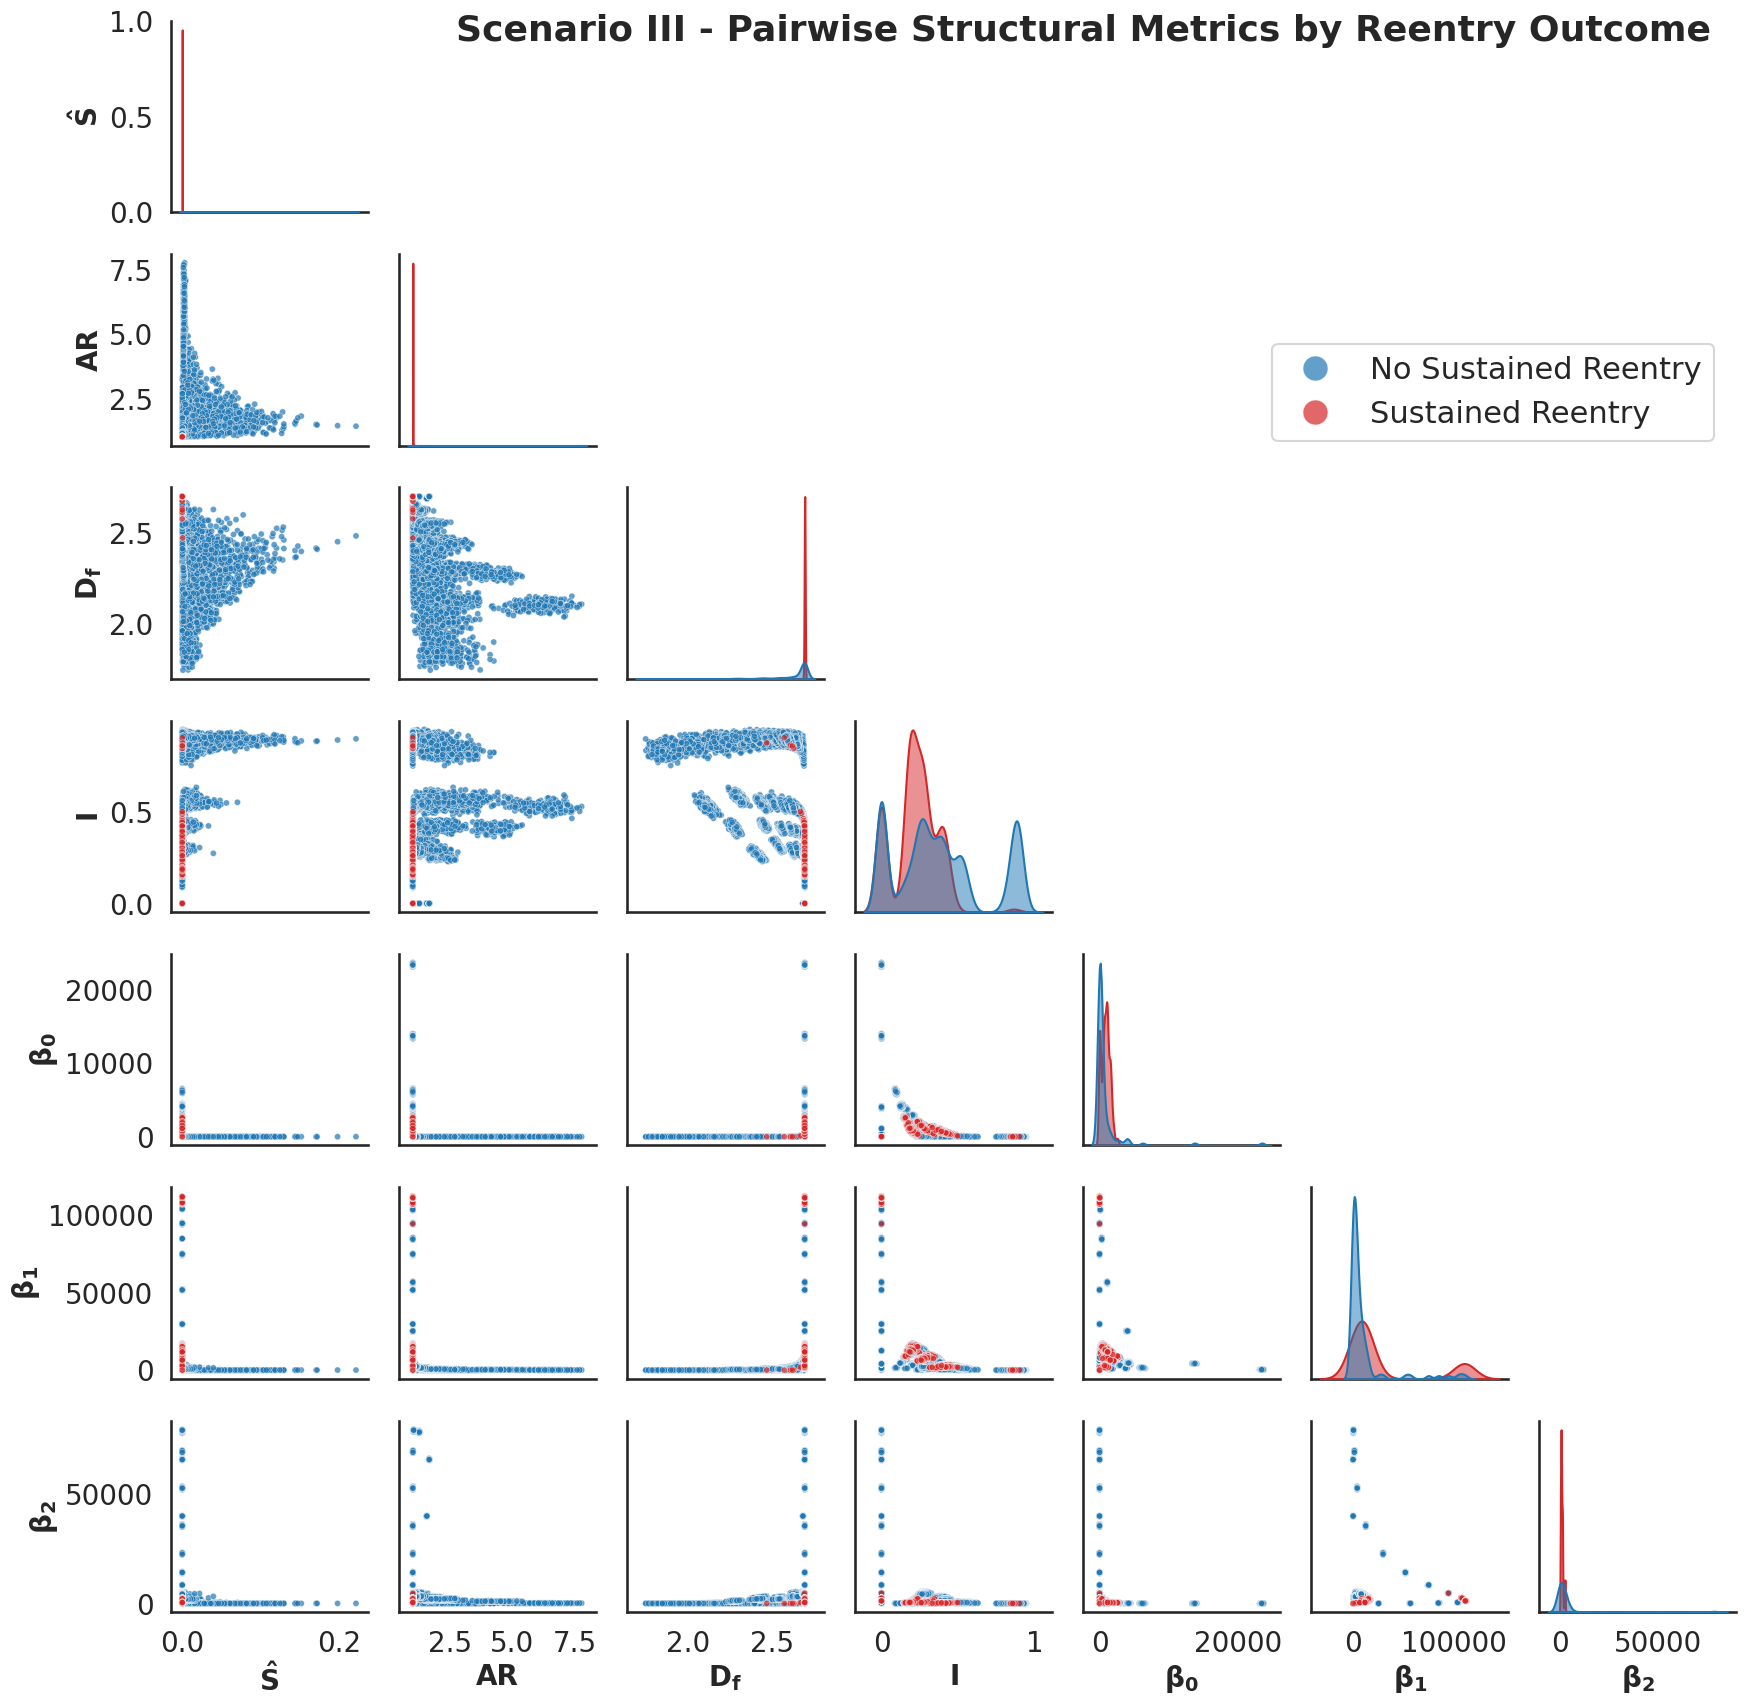 Scenario III - Pairwise Structural Metrics by Reentry Outcome
1.0
0.5
0.0
Ŝ
7.5
5.0
2.5
AR
No Sustained Reentry
Sustained Reentry
2.5
2.0
D_f
0.5
0.0
I
20000
10000
0
β₀
100000
50000
0
β₁
50000
0
β₂
0.0 0.2 2.5 5.0 7.5 2.0 2.5 0 1 0 20000 0 100000 0 50000
Ŝ AR D_f I β₀ β₁ β₂